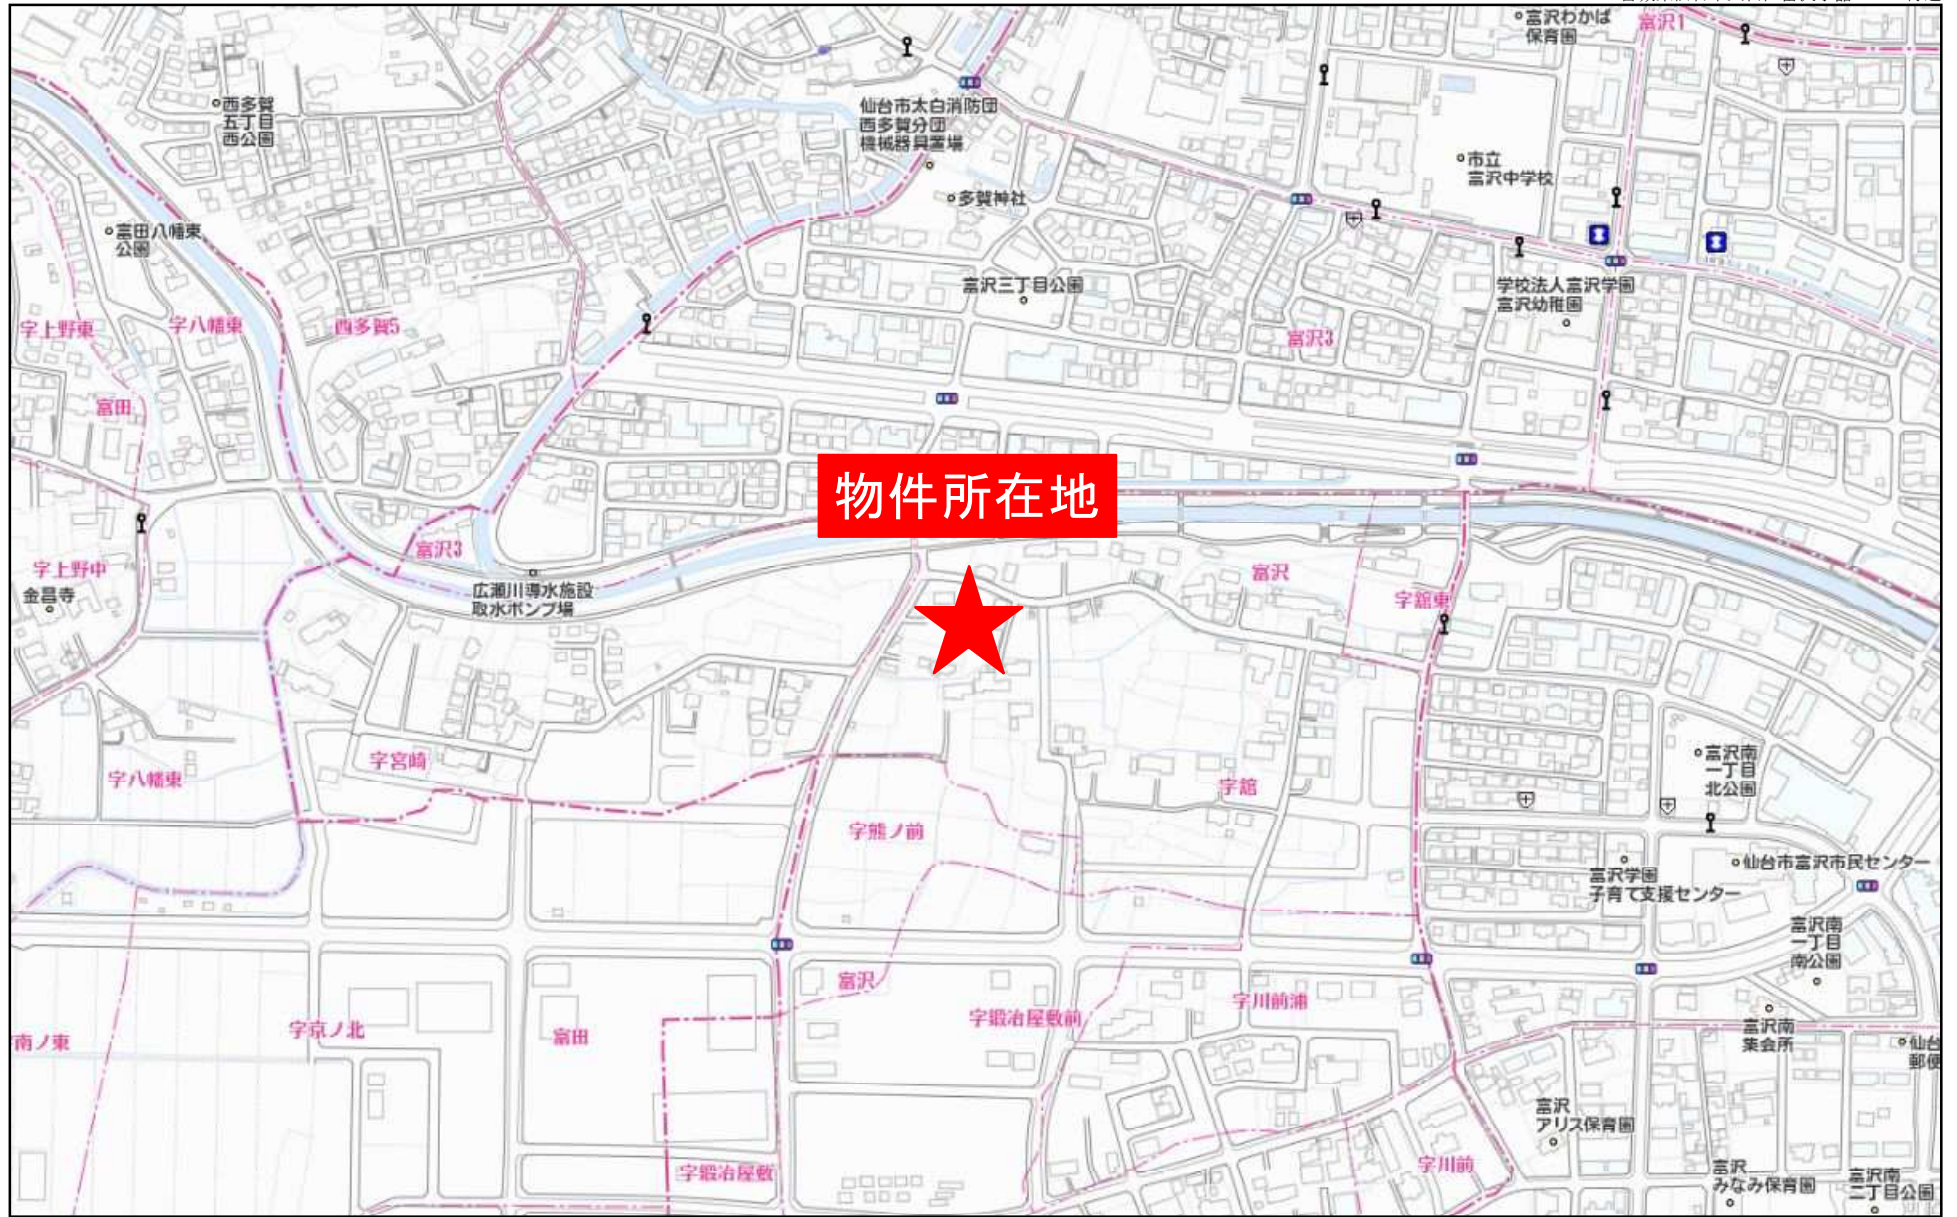 富沢わかば
保育園
富沢1
西多賀
五丁目
西公園
仙台市太白消防団
西多賀分団
機械器具置場
市立
富沢中学校
多賀神社
富田八幡東
公園
富沢三丁目公園
学校法人富沢学園
富沢幼稚園
字上野東
字八幡東
西多賀5
富沢3
富田
物件所在地
富沢3
字上野中
金昌寺
広瀬川導水施設
取水ポンプ場
富沢
字舘東
字宮崎
字八幡東
字舘
富沢南
一丁目
北公園
字熊ノ前
仙台市富沢市民センター
富沢学園
子育て支援センター
富沢南
一丁目
南公園
富沢
字川前浦
字鍛冶屋敷前
字京ノ北
富田
南ノ東
富沢南
集会所
仙台
郵便
富沢
アリス保育園
字鍛冶屋敷
字川前
富沢
みなみ保育園
富沢南
二丁目公園